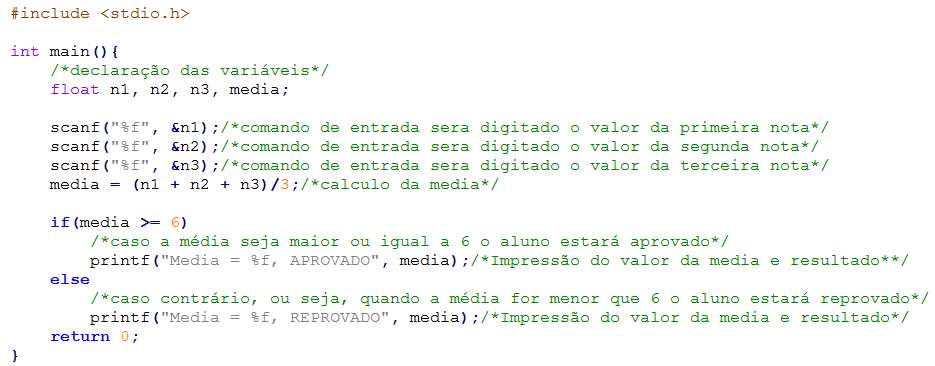 #include <stdio.h>
int main(){
/*declaração das variáveis*/
float n1, n2, n3, media;
scanf("%f", &n1);/*comando de entrada sera digitado o valor da primeira nota*/
scanf("%f", &n2);/*comando de entrada sera digitado o valor da segunda nota*/
scanf("%f", &n3);/*comando de entrada sera digitado o valor da terceira nota*/
media = (n1 + n2 + n3)/3;/*calculo da media*/
if(media >= 6)
/*caso a média seja maior ou igual a 6 o aluno estará aprovado*/
printf("Media = %f, APROVADO", media);/*Impressão do valor da media e resultado**/
else
/*caso contrário, ou seja, quando a média for menor que 6 o aluno estará reprovado*/
printf("Media = %f, REPROVADO", media);/*Impressão do valor da media e resultado*/
return 0;
}